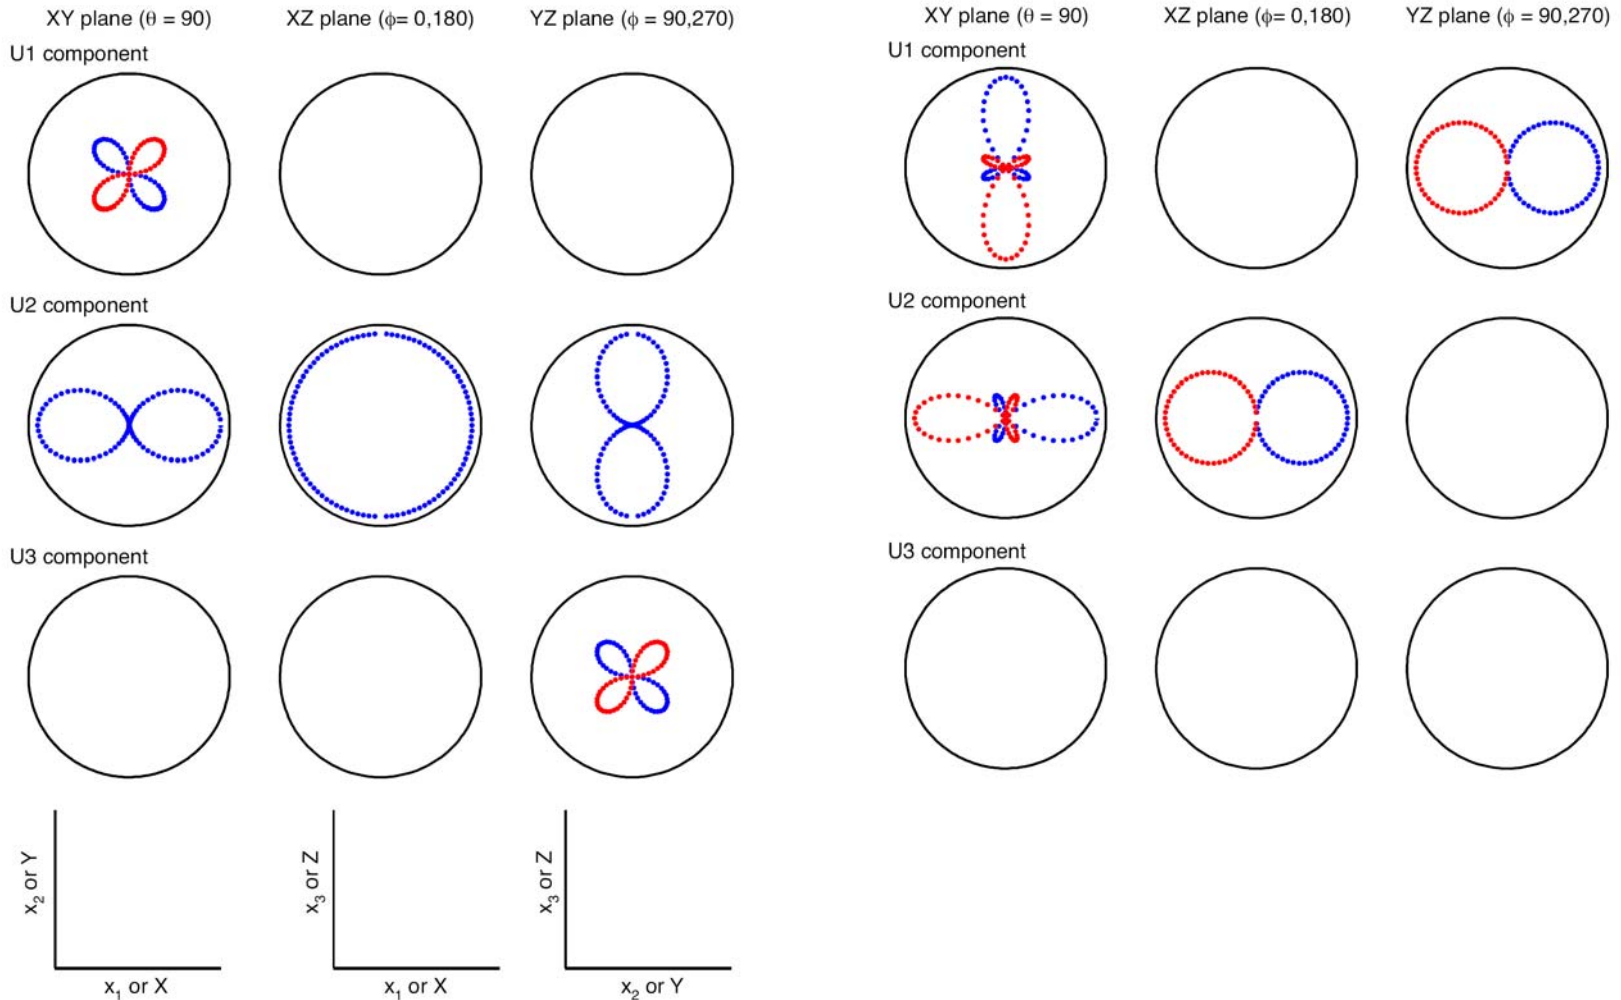 XY plane (θ = 90) XZ plane (ϕ= 0,180) YZ plane (ϕ = 90,270)
U1 component
U2 component
U3 component
x2 or Y
x1 or X
x3 or Z
x1 or X
x3 or Z
x2 or Y
XY plane (θ = 90) XZ plane (ϕ= 0,180) YZ plane (ϕ = 90,270)
U1 component
U2 component
U3 component